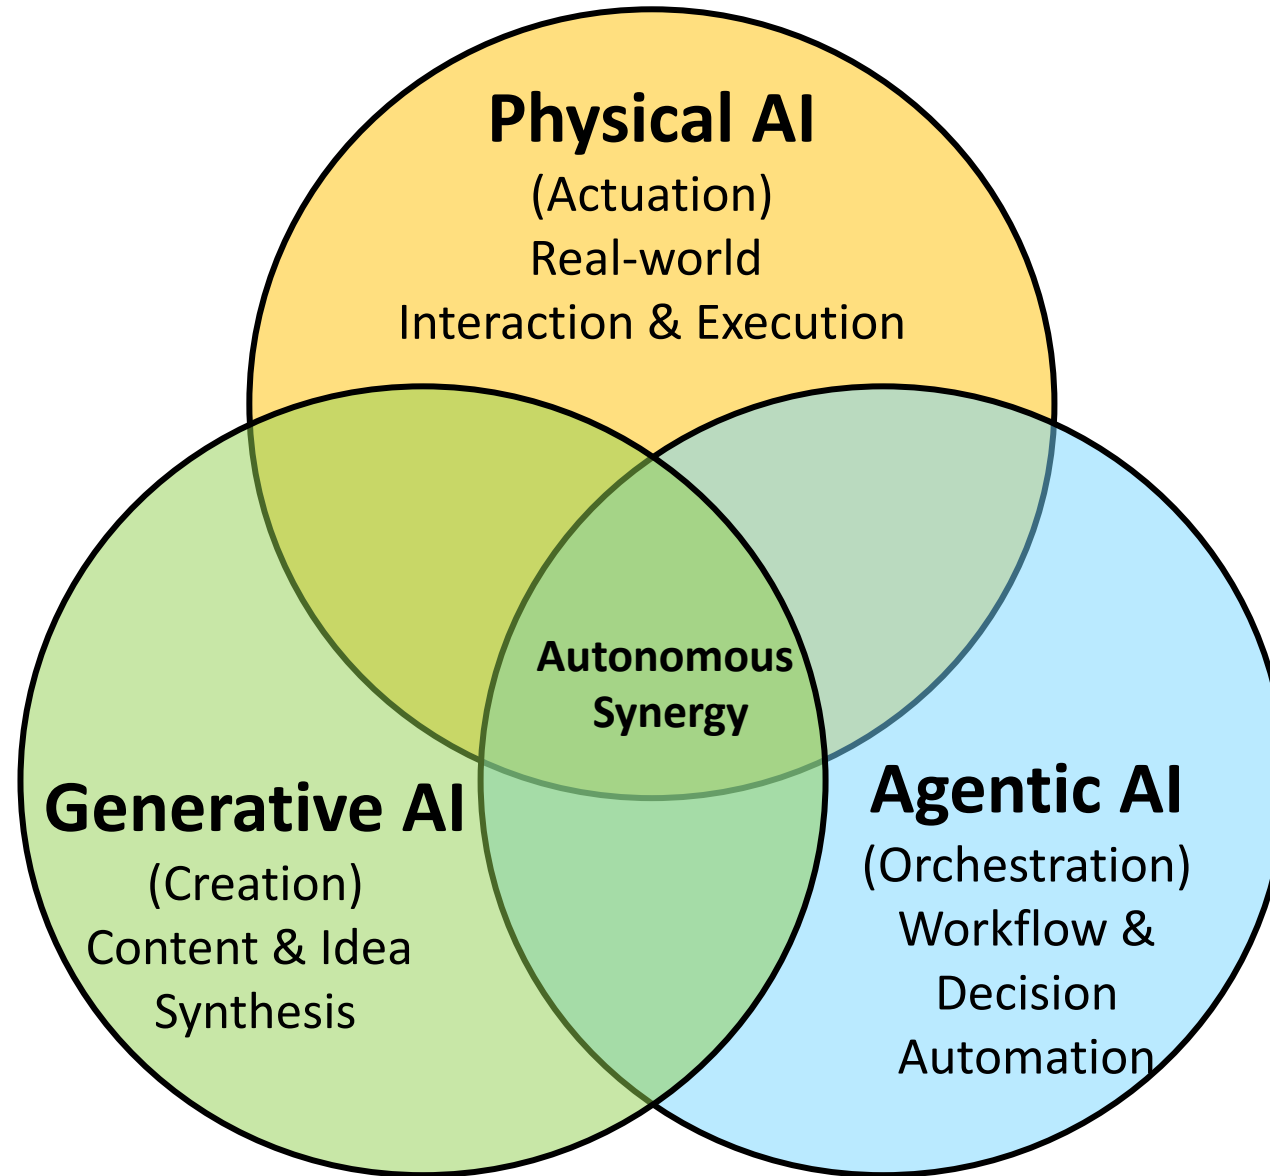 Physical AI
(Actuation)
Real-world
Interaction & Execution
Autonomous
Synergy
Generative AI
(Creation)
Content & Idea
Synthesis
Agentic AI
(Orchestration)
Workflow &
Decision
Automation